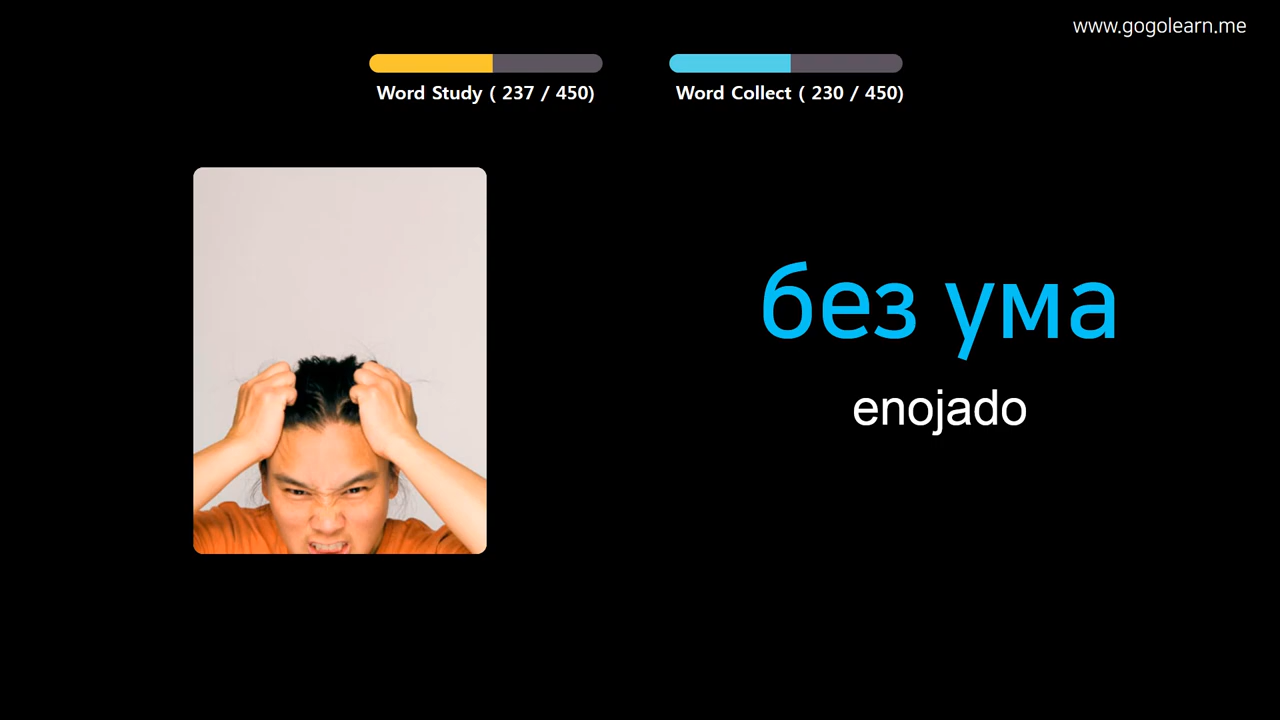 www.gogolearn.me
Word Study ( 237 / 450)
Word Collect ( 230 / 450)
без ума
enojado